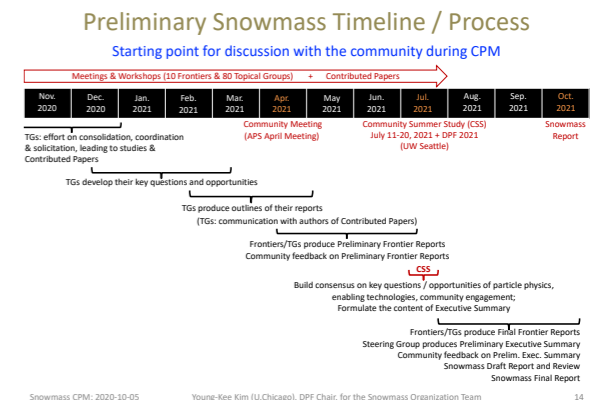 Preliminary Snowmass Timeline / Process
Starting point for discussion with the community during CPM
Meetings & Workshops (10 Frontiers & 80 Topical Groups) + Contributed Papers
Nov. 2020
Dec. 2020
Jan. 2021
Feb. 2021
Mar. 2021
Apr. 2021
May 2021
Jun. 2021
Jul. 2021
Aug. 2021
Sep. 2021
Oct. 2021
TGs: effort on consolidation, coordination
& solicitation, leading to studies &
Contributed Papers
Community Meeting
(APS April Meeting)
Community Summer Study (CSS)
July 11-20, 2021 + DPF 2021
(UW Seattle)
Snowmass
Report
TGs develop their key questions and opportunities
TGs produce outlines of their reports
(TGs: communication with authors of Contributed Papers)
Frontiers/TGs produce Preliminary Frontier Reports
Community feedback on Preliminary Frontier Reports
CSS
Build consensus on key questions / opportunities of particle physics,
enabling technologies, community engagement;
Formulate the content of Executive Summary
Frontiers/TGs produce Final Frontier Reports
Steering Group produces Preliminary Executive Summary
Community feedback on Prelim. Exec. Summary
Snowmass Draft Report and Review
Snowmass Final Report
Snowmass CPM: 2020-10-05
Young-Kee Kim (U.Chicago), DPF Chair, for the Snowmass Organization Team
14